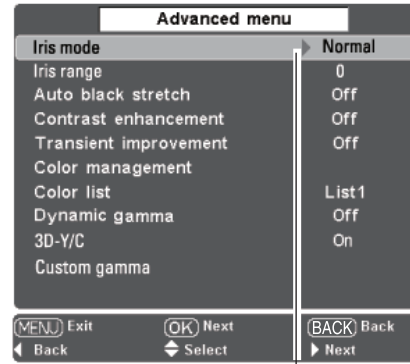 Advanced menu
Iris mode Normal
Iris range 0
Auto black stretch Off
Contrast enhancement Off
Transient improvement Off
Color management
Color list List1
Dynamic gamma Off
3D-Y/C On
Custom gamma
MENU Exit OK Next BACK Back
Back Select Next